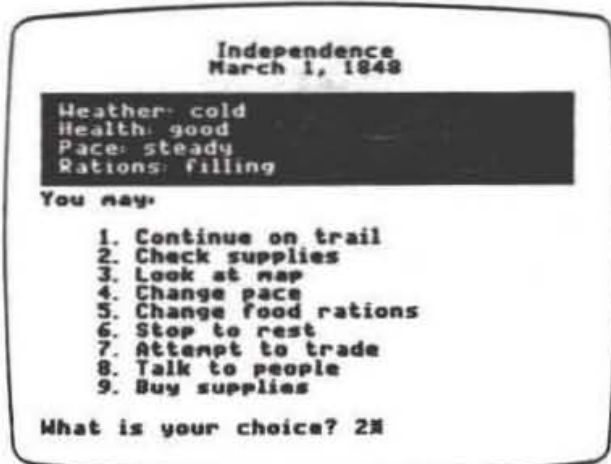 Independence
March 1, 1848
Weather: cold
Health: good
Pace: steady
Rations: filling
You may:
1. Continue on trail
2. Check supplies
3. Look at map
4. Change pace
5. Change food rations
6. Stop to rest
7. Attempt to trade
8. Talk to people
9. Buy supplies
What is your choice? 2